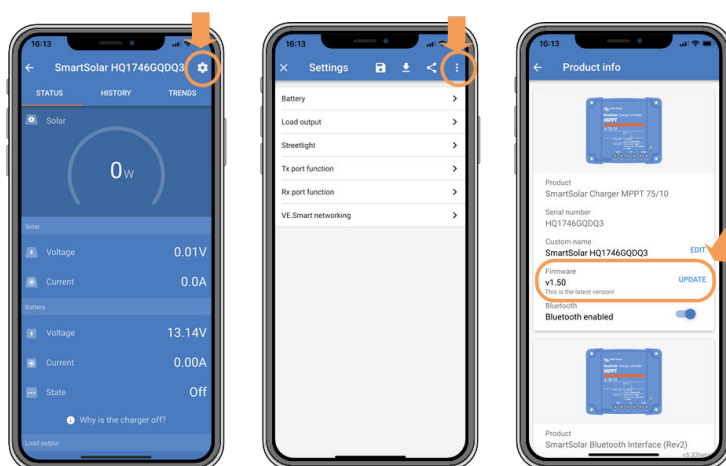 16:13
SmartSolar HQ1746GQDQ3
STATUS HISTORY TRENDS
Solar
0W
Solar
Voltage 0.01V
Current 0.0A
Battery
Voltage 13.14V
Current 0.00A
State Off
Why is the charger off?
Load output
16:13
Settings
Battery
Load output
Streetlight
Tx port function
Rx port function
VE.Smart networking
16:13
Product info
MPPT
Product
SmartSolar Charger MPPT 75/10
Serial number
HQ1746GQDQ3
Custom name
SmartSolar HQ1746GQDQ3 EDIT
Firmware
v1.50 UPDATE
This is the latest version!
Bluetooth
Bluetooth enabled
MPPT
Product
SmartSolar Bluetooth Interface (Rev2)